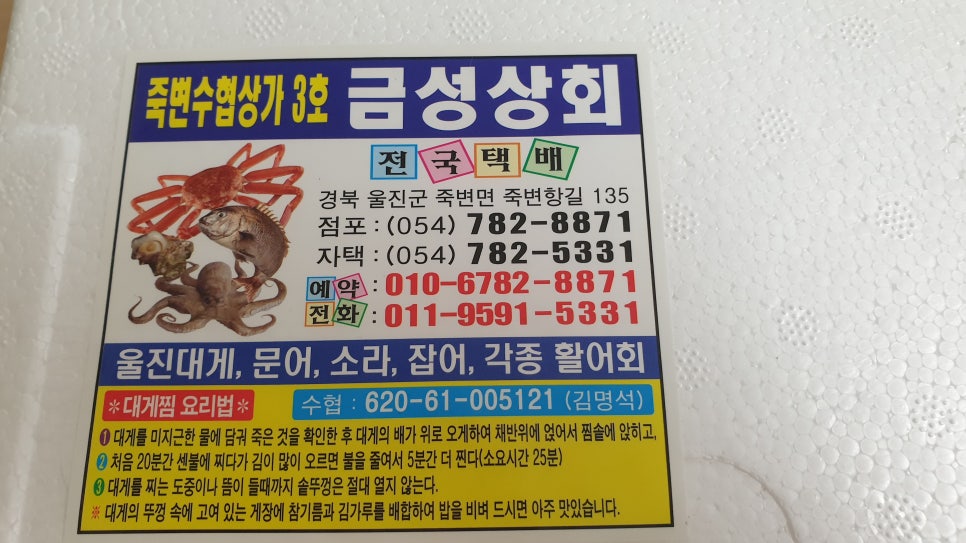 죽변수협상가 3호 금성상회
전국택배
경북 울진군 죽변면 죽변항길 135
점포 : (054) 782-8871
자택 : (054) 782-5331
예약 : 010-6782-8871
전화 : 011-9591-5331
울진대게, 문어, 소라, 잡어, 각종 활어회
*대게찜 요리법* 수협 : 620-61-005121 (김명석)
1 대게를 미지근한 물에 담궈 죽은 것을 확인한 후 대게의 배가 위로 오게하여 채반위에 얹어서 찜솥에 앉히고,
2 처음 20분간 센불에 찌다가 김이 많이 오르면 불을 줄여서 5분간 더 찐다(소요시간 25분)
3 대게를 찌는 도중이나 뜸이 들때까지 솥뚜껑은 절대 열지 않는다.
※ 대게의 뚜껑 속에 고여 있는 게장에 참기름과 김가루를 배합하여 밥을 비벼 드시면 아주 맛있습니다.